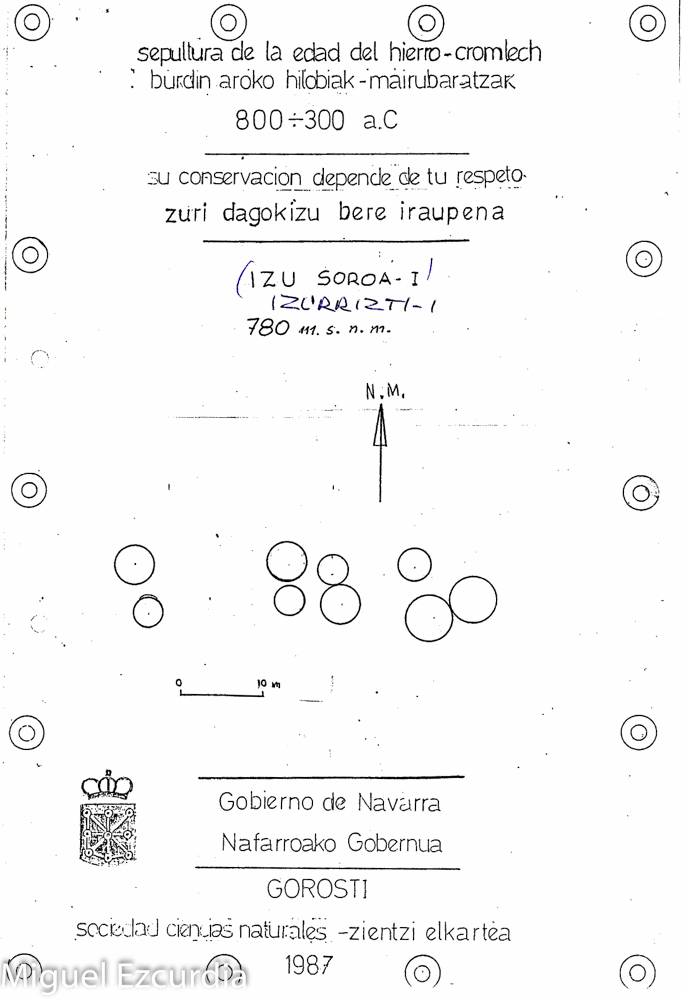 sepultura de la edad del hierro-cromlech
burdin aroko hilobiak-mairubaratzak
800÷300 a.C
su conservacion depende de tu respeto
zuri dagokizu bere iraupena
(IZU SOROA-I)
IZURRIZTI-I
780 m. s. n. m.
N.M.
0 10 m
Gobierno de Navarra
Nafarroako Gobernua
GOROSTI
sociedad ciencias naturales -zientzi elkartea
1987
Miguel Ezcurdia